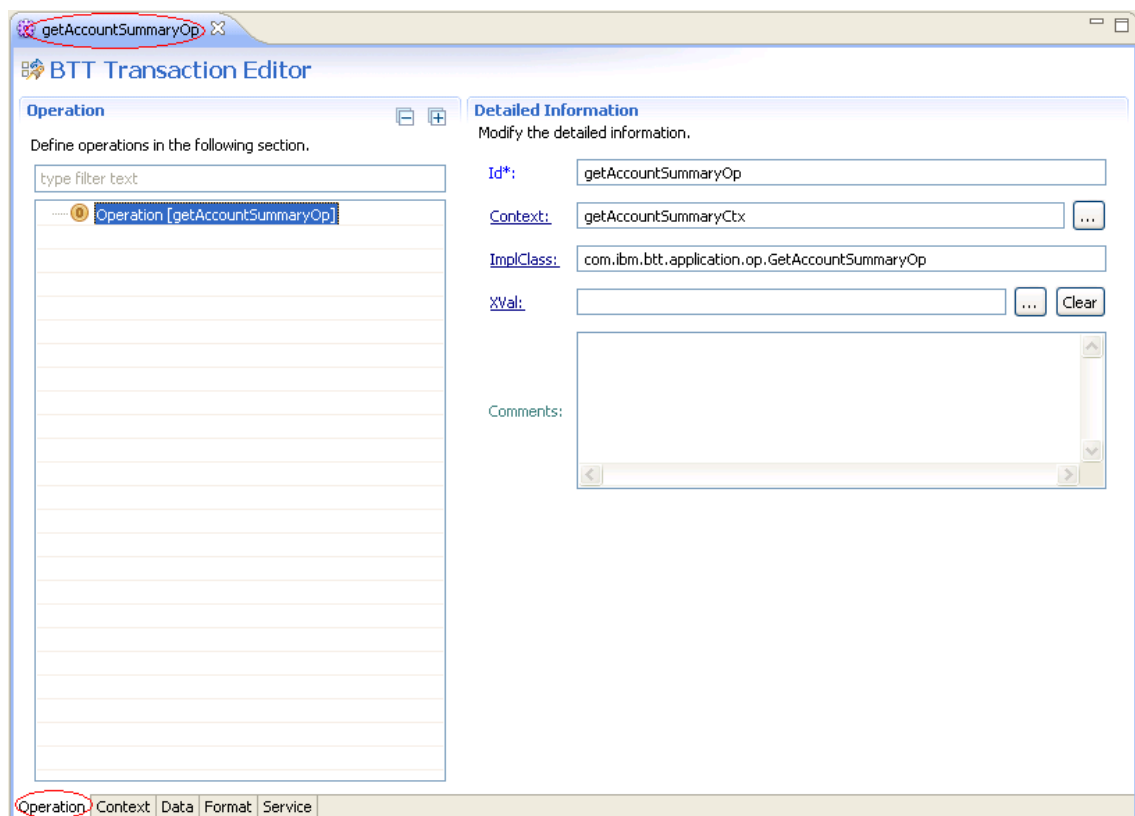 getAccountSummaryOp
BTT Transaction Editor
Operation
Define operations in the following section.
type filter text
Operation [getAccountSummaryOp]
Detailed Information
Modify the detailed information.
Id*: getAccountSummaryOp
Context: getAccountSummaryCtx ...
ImplClass: com.ibm.btt.application.op.GetAccountSummaryOp
XVal: ... Clear
Comments:
Operation Context Data Format Service